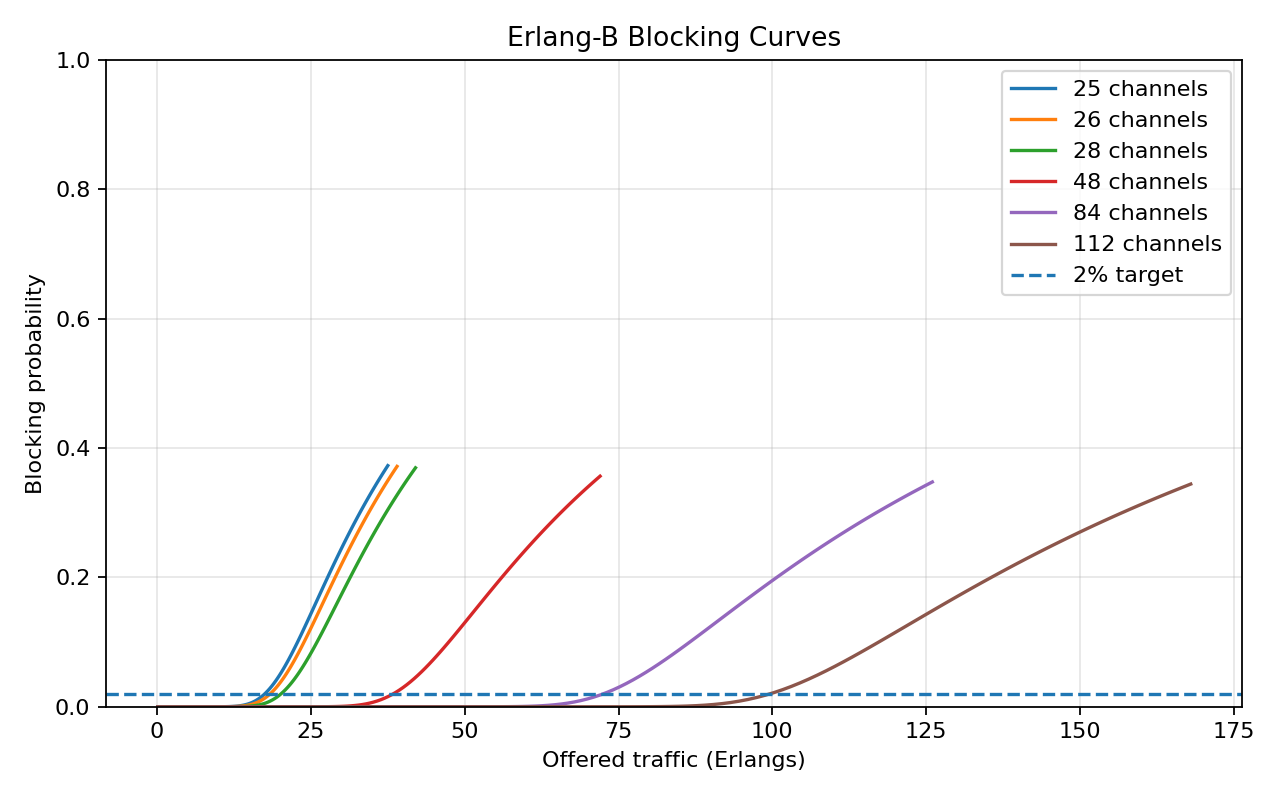 Erlang-B Blocking Curves
1.0
0.8
0.6
0.4
0.2
0.0
Blocking probability
25 channels
26 channels
28 channels
48 channels
84 channels
112 channels
2% target
0 25 50 75 100 125 150 175
Offered traffic (Erlangs)